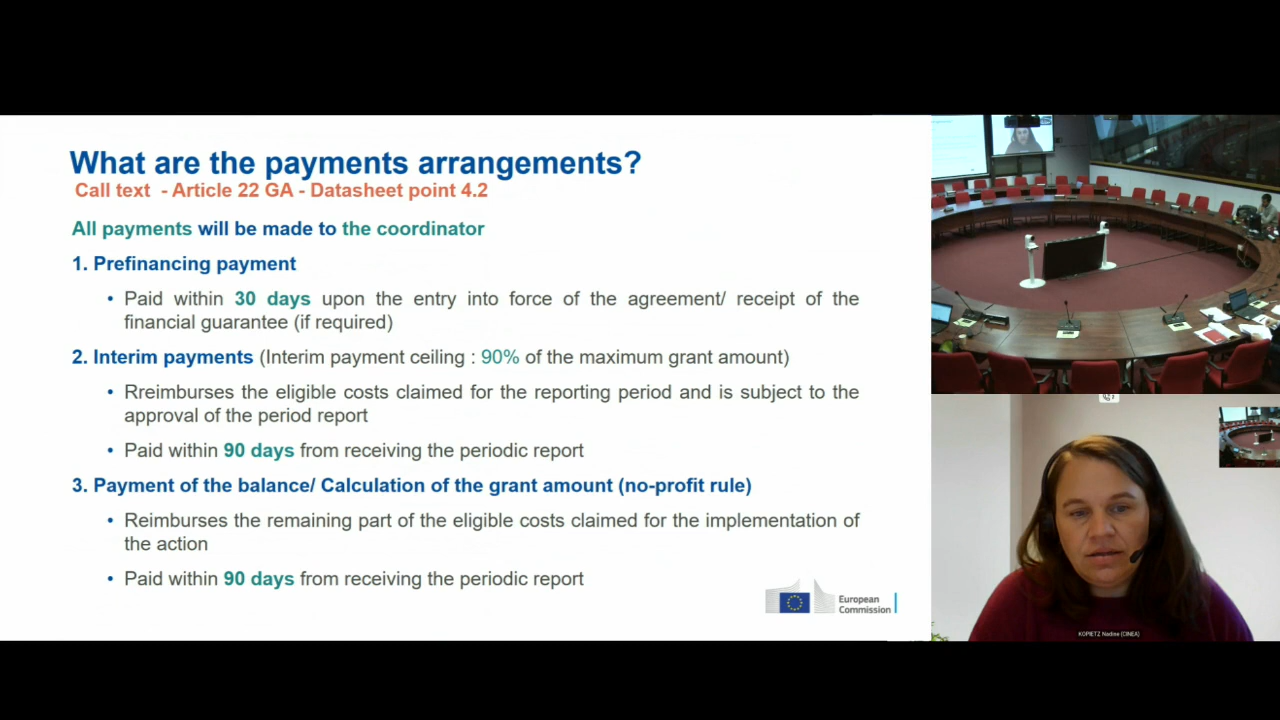 What are the payments arrangements?
Call text - Article 22 GA - Datasheet point 4.2
All payments will be made to the coordinator
1. Prefinancing payment
• Paid within 30 days upon the entry into force of the agreement/ receipt of the
financial guarantee (if required)
2. Interim payments (Interim payment ceiling : 90% of the maximum grant amount)
• Rreimburses the eligible costs claimed for the reporting period and is subject to the
approval of the period report
• Paid within 90 days from receiving the periodic report
3. Payment of the balance/ Calculation of the grant amount (no-profit rule)
• Reimburses the remaining part of the eligible costs claimed for the implementation of
the action
• Paid within 90 days from receiving the periodic report
European
Commission
KOPIETZ Nadine (CINEA)